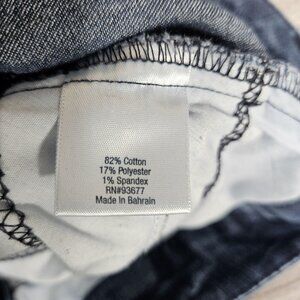 82% Cotton
17% Polyester
1% Spandex
RN#93677
Made In Bahrain